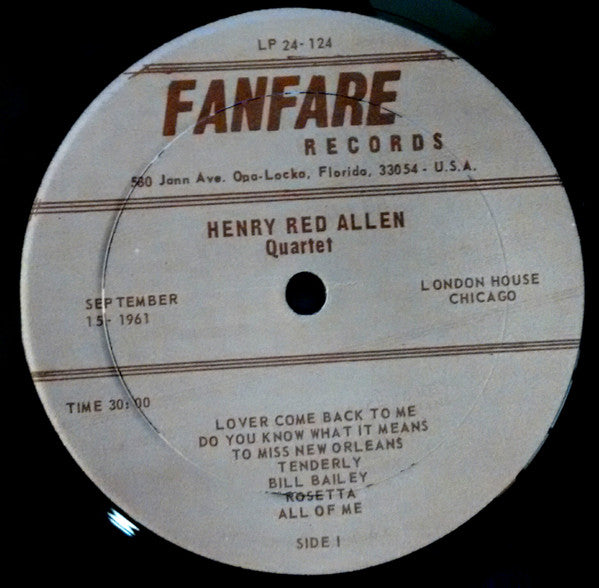 LP 24-124
FANFARE
RECORDS
560 Jann Ave. Opa-Locka, Florida, 33054 - U.S.A.
HENRY RED ALLEN
Quartet
LONDON HOUSE
CHICAGO
SEPTEMBER
15- 1961
TIME 30:00
LOVER COME BACK TO ME
DO YOU KNOW WHAT IT MEANS
TO MISS NEW ORLEANS
TENDERLY
BILL BAILEY
ROSETTA
ALL OF ME
SIDE I